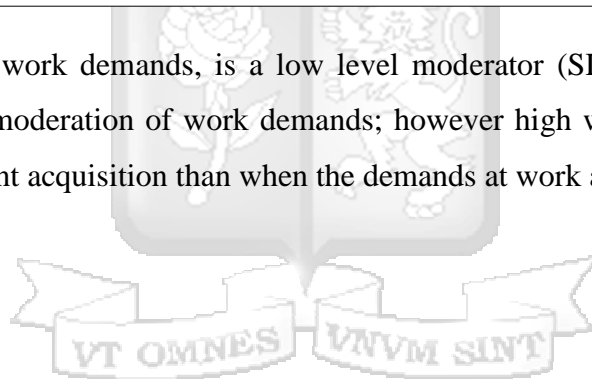 work demands, is a low level moderator (SI
moderation of work demands; however high w
nt acquisition than when the demands at work a
VT OMNES VNVM SINT